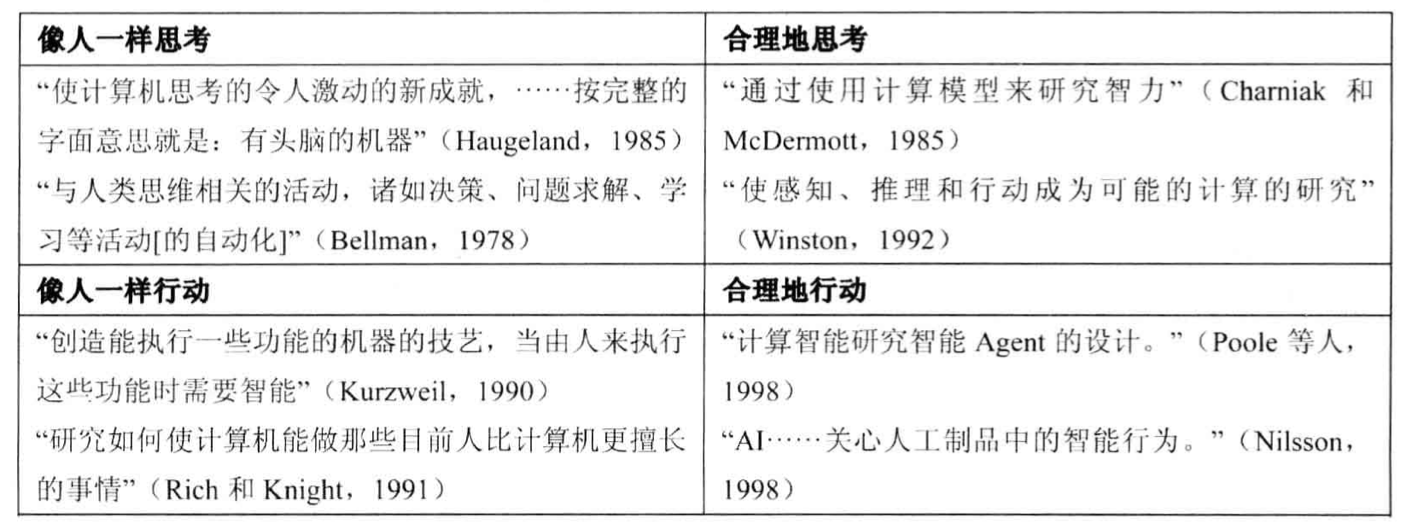 像人一样思考
“使计算机思考的令人激动的新成就，……按完整的
字面意思就是：有头脑的机器”（Haugeland，1985）
“与人类思维相关的活动，诸如决策、问题求解、学
习等活动[的自动化]”（Bellman，1978）
合理地思考
“通过使用计算模型来研究智力”（Charniak 和
McDermott，1985）
“使感知、推理和行动成为可能的计算的研究”
（Winston，1992）
像人一样行动
“创造能执行一些功能的机器的技艺，当由人来执行
这些功能时需要智能”（Kurzweil，1990）
“研究如何使计算机能做那些目前人比计算机更擅长
的事情”（Rich 和 Knight，1991）
合理地行动
“计算智能研究智能 Agent 的设计。”（Poole 等人，
1998）
“AI……关心人工制品中的智能行为。”（Nilsson，
1998）